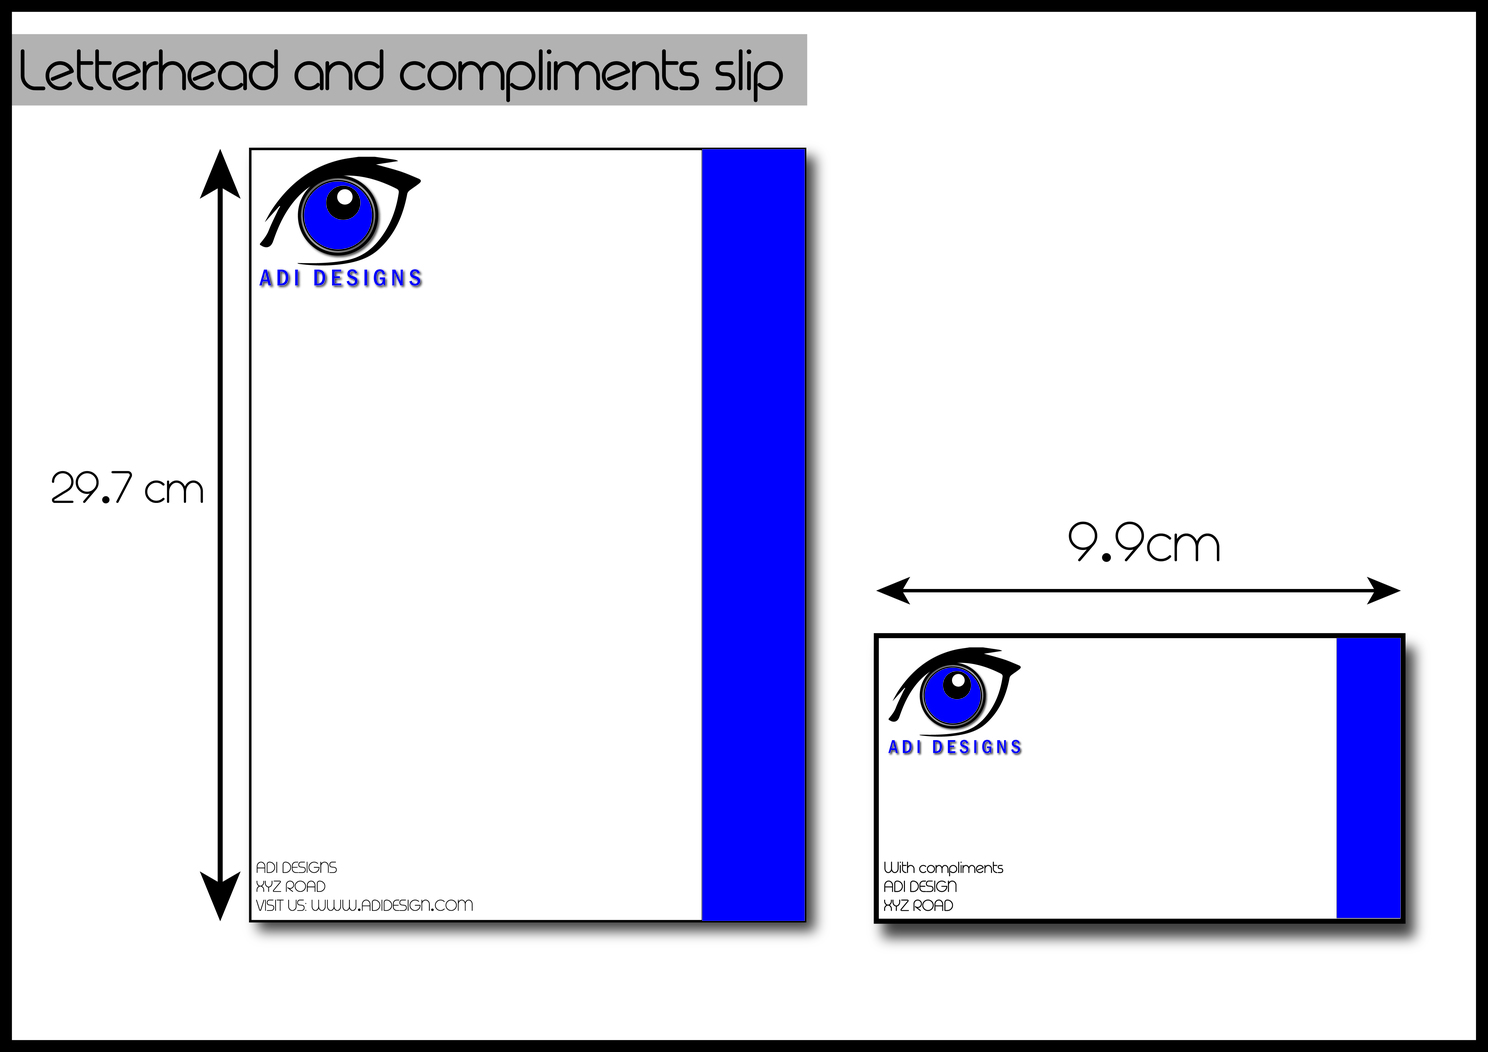 Letterhead and compliments slip
ADI DESIGNS
29.7 cm
ADI DESIGNS
XYZ ROAD
VISIT US: WWW.ADIDESIGN.COM
9.9cm
ADI DESIGNS
With compliments
ADI DESIGN
XYZ ROAD